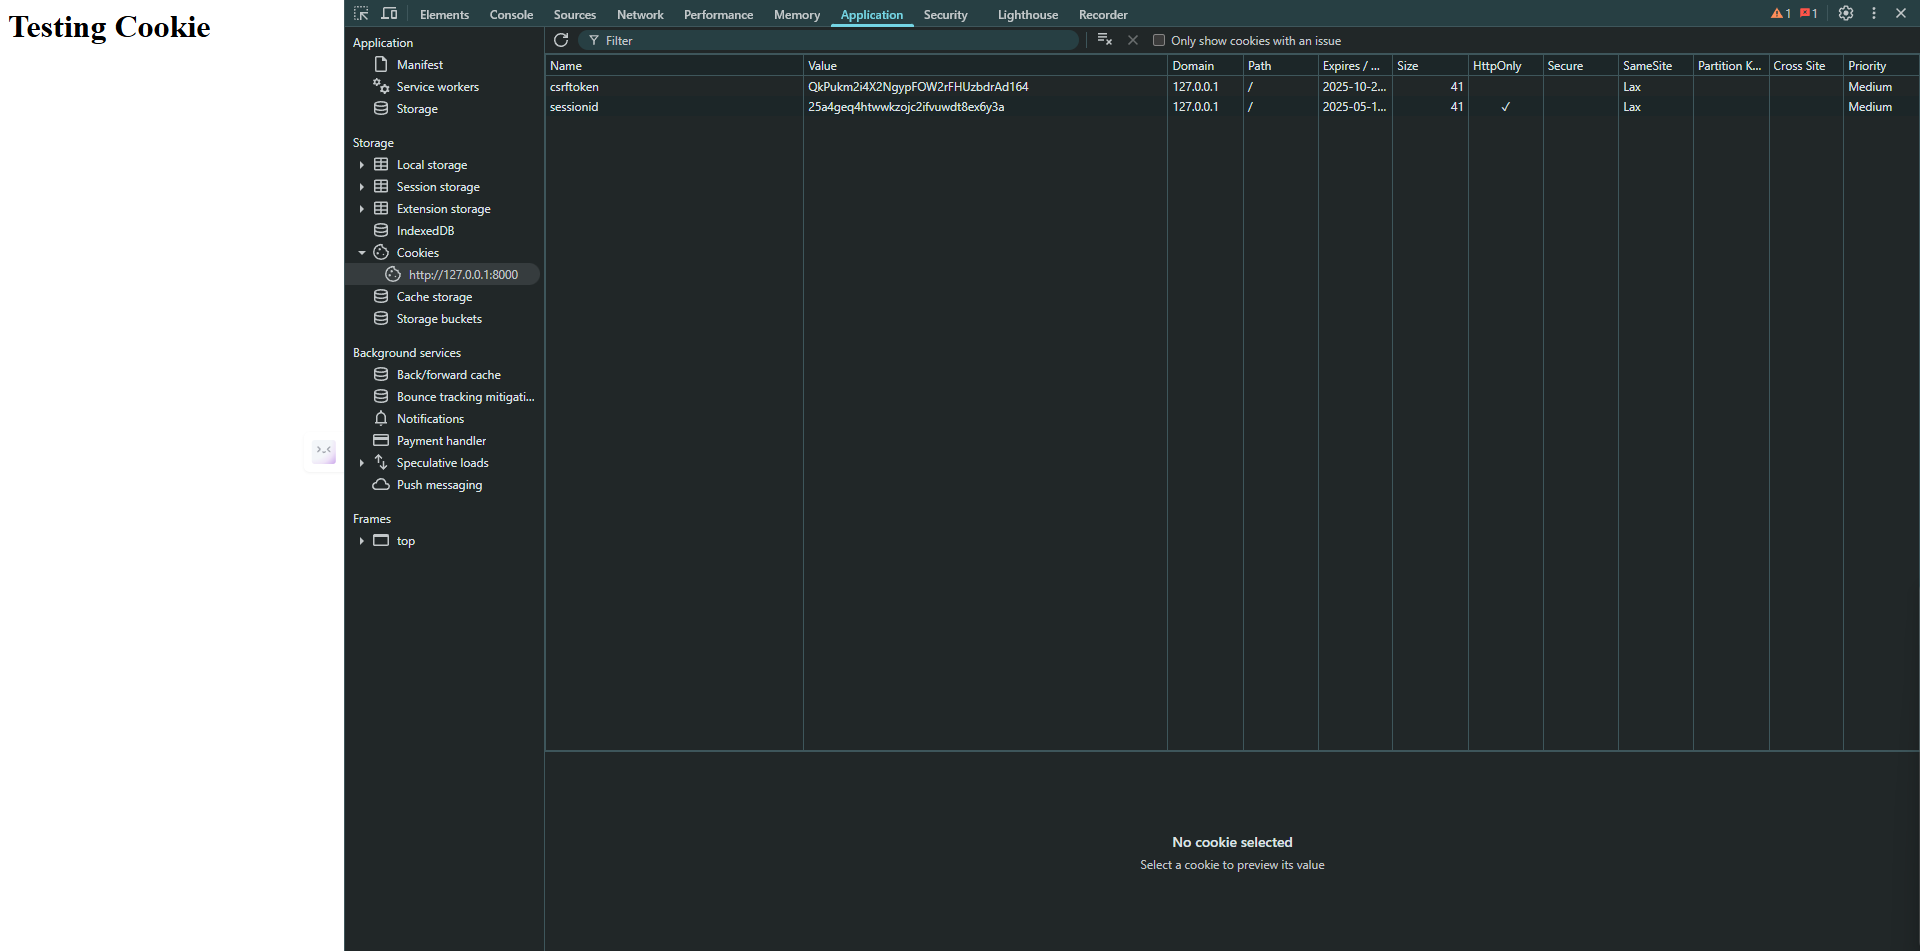 Testing Cookie
Elements Console Sources Network Performance Memory Application Security Lighthouse Recorder 1 1
Application
Manifest
Service workers
Storage
Storage
Local storage
Session storage
Extension storage
IndexedDB
Cookies
http://127.0.0.1:8000
Cache storage
Storage buckets
Background services
Back/forward cache
Bounce tracking mitigati...
Notifications
Payment handler
Speculative loads
Push messaging
Frames
top
Filter Only show cookies with an issue
Name Value Domain Path Expires / ... Size HttpOnly Secure SameSite Partition K... Cross Site Priority
csrftoken QkPukm2i4X2NgypFOW2rFHUzbdrAd164 127.0.0.1 / 2025-10-2... 41 Lax Medium
sessionid 25a4geq4htwwkzojc2ifvuwdt8ex6y3a 127.0.0.1 / 2025-05-1... 41 ✓ Lax Medium
No cookie selected
Select a cookie to preview its value